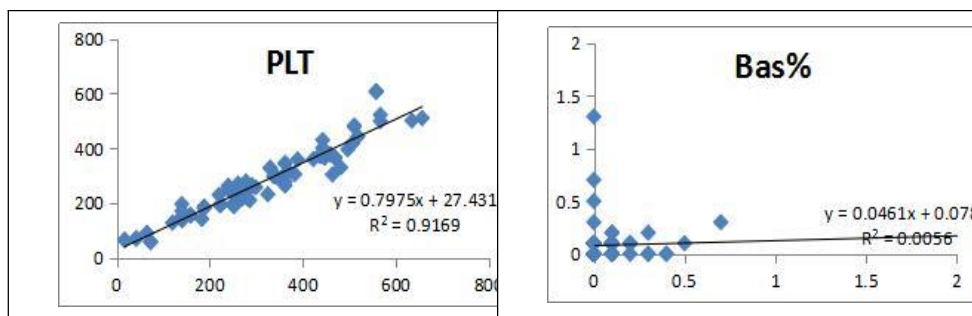 PLT
800
600
400
200
0
y = 0.7975x + 27.431
R² = 0.9169
0 200 400 600 800
Bas%
2
1.5
1
0.5
0
y = 0.0461x + 0.078
R² = 0.0056
0 0.5 1 1.5 2